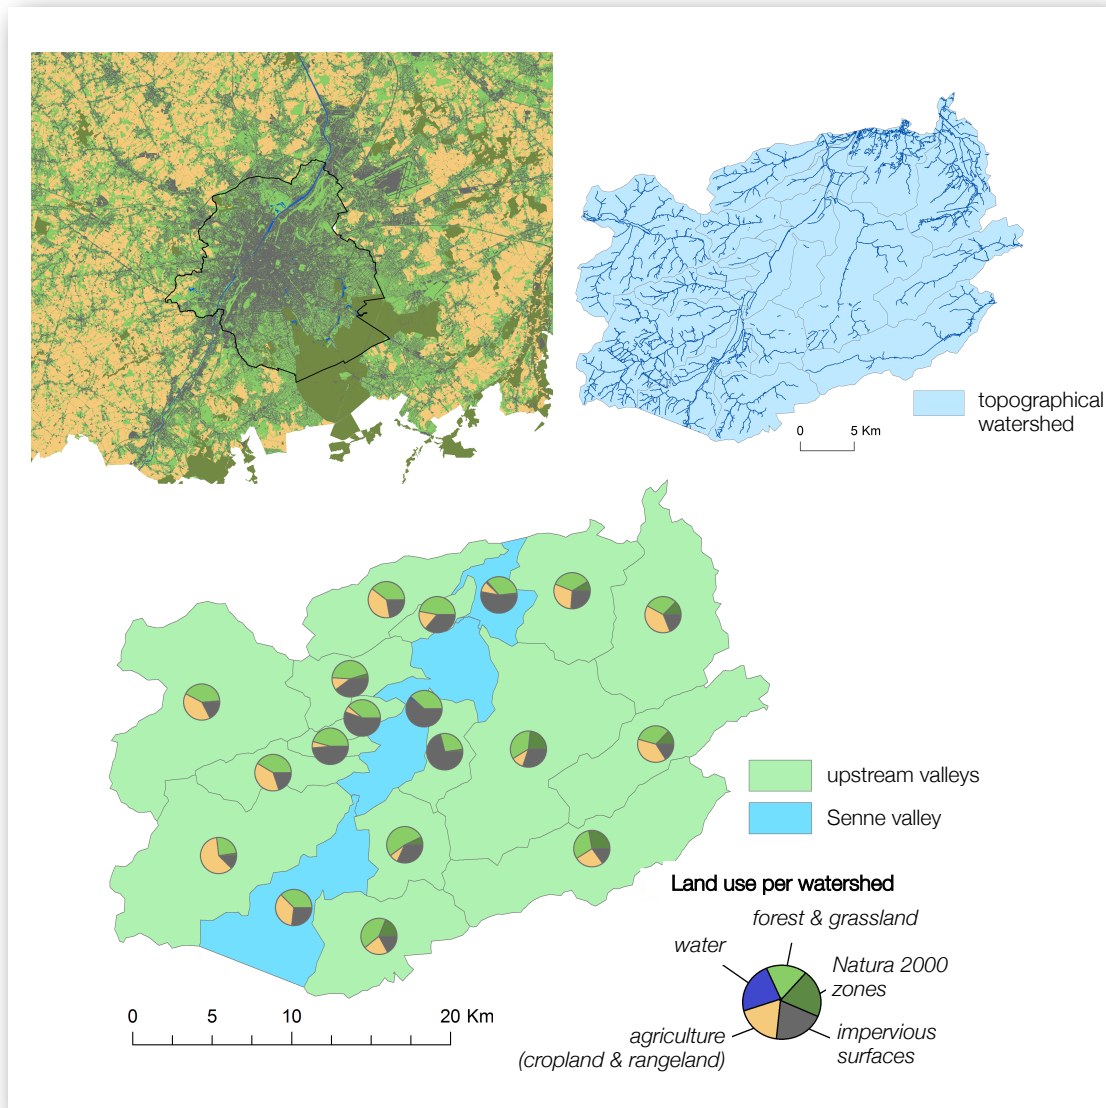 topographical
watershed
0 5 Km
upstream valleys
Senne valley
Land use per watershed
forest & grassland
water
Natura 2000
zones
agriculture
(cropland & rangeland)
impervious
surfaces
0 5 10 20 Km